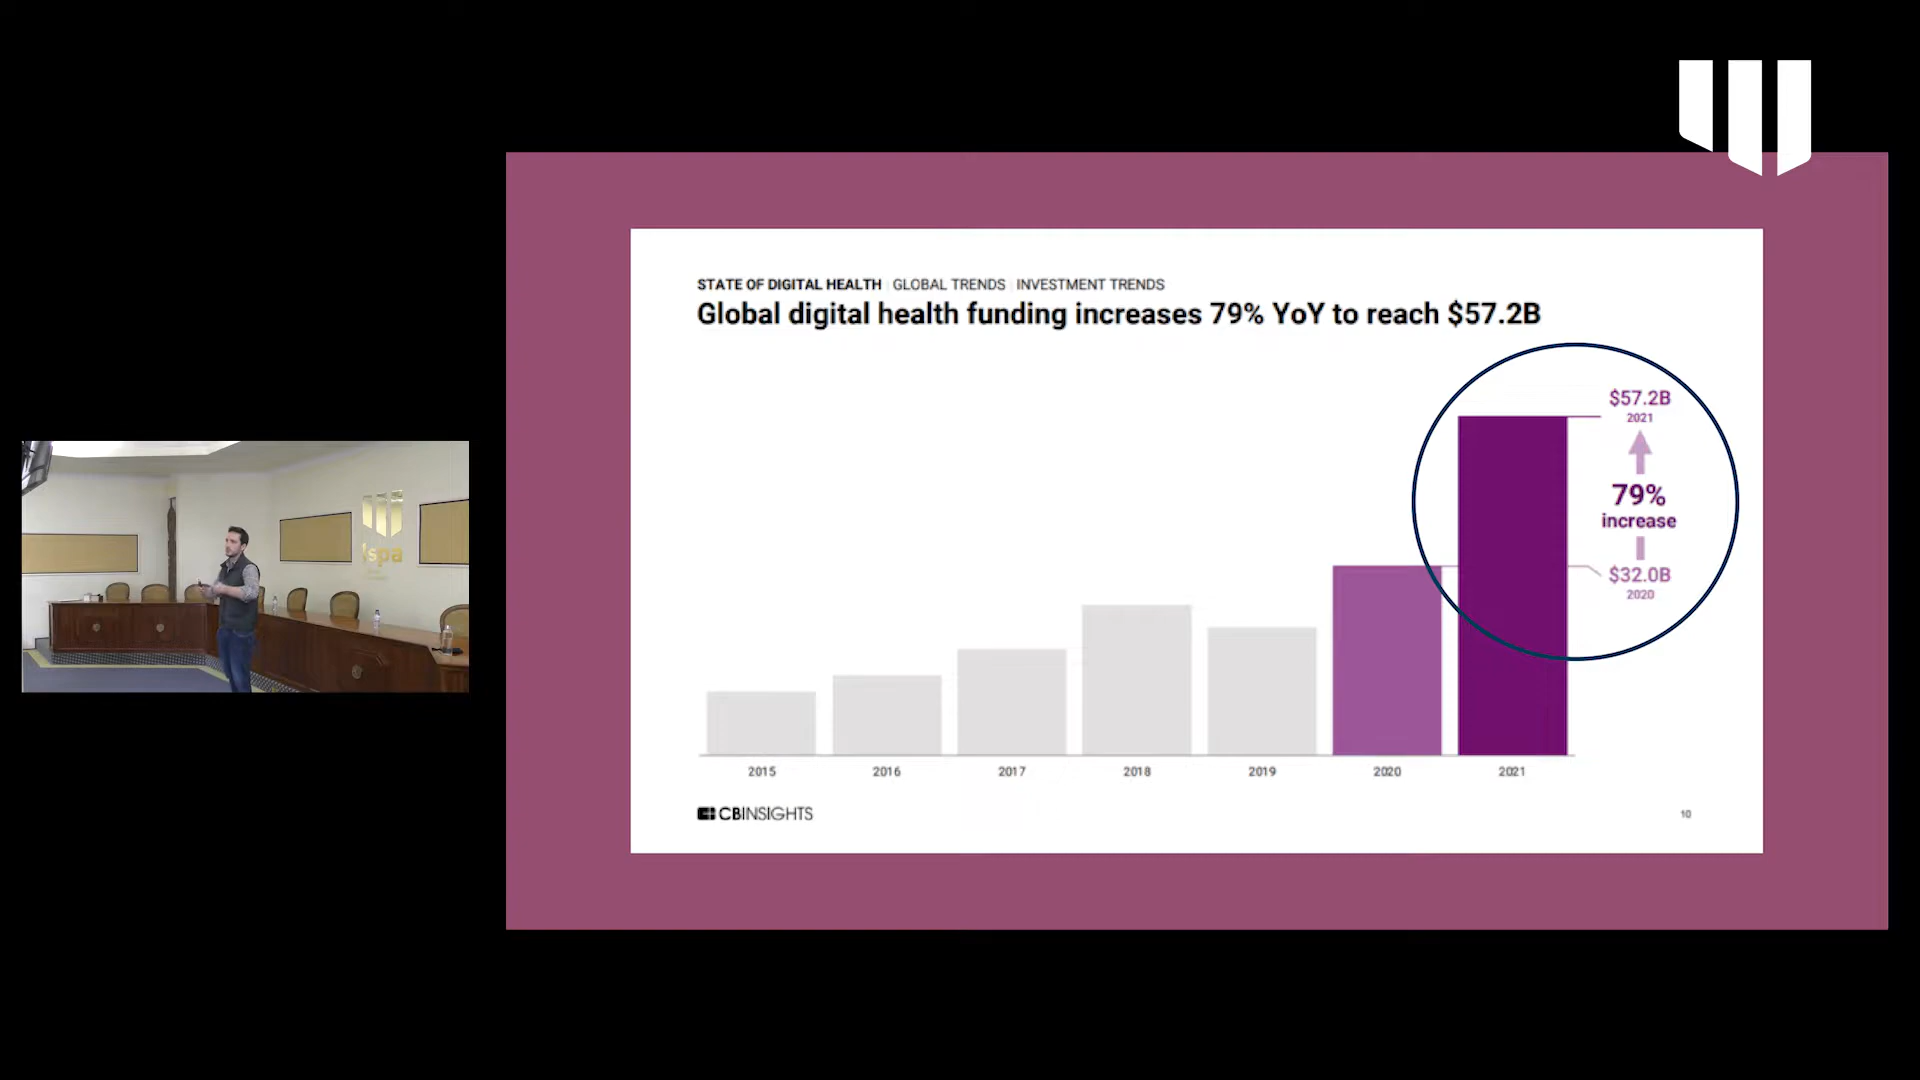 STATE OF DIGITAL HEALTH | GLOBAL TRENDS | INVESTMENT TRENDS
Global digital health funding increases 79% YoY to reach $57.2B
$57.2B
2021
79%
increase
$32.0B
2020
2015 2016 2017 2018 2019 2020 2021
CBINSIGHTS
10